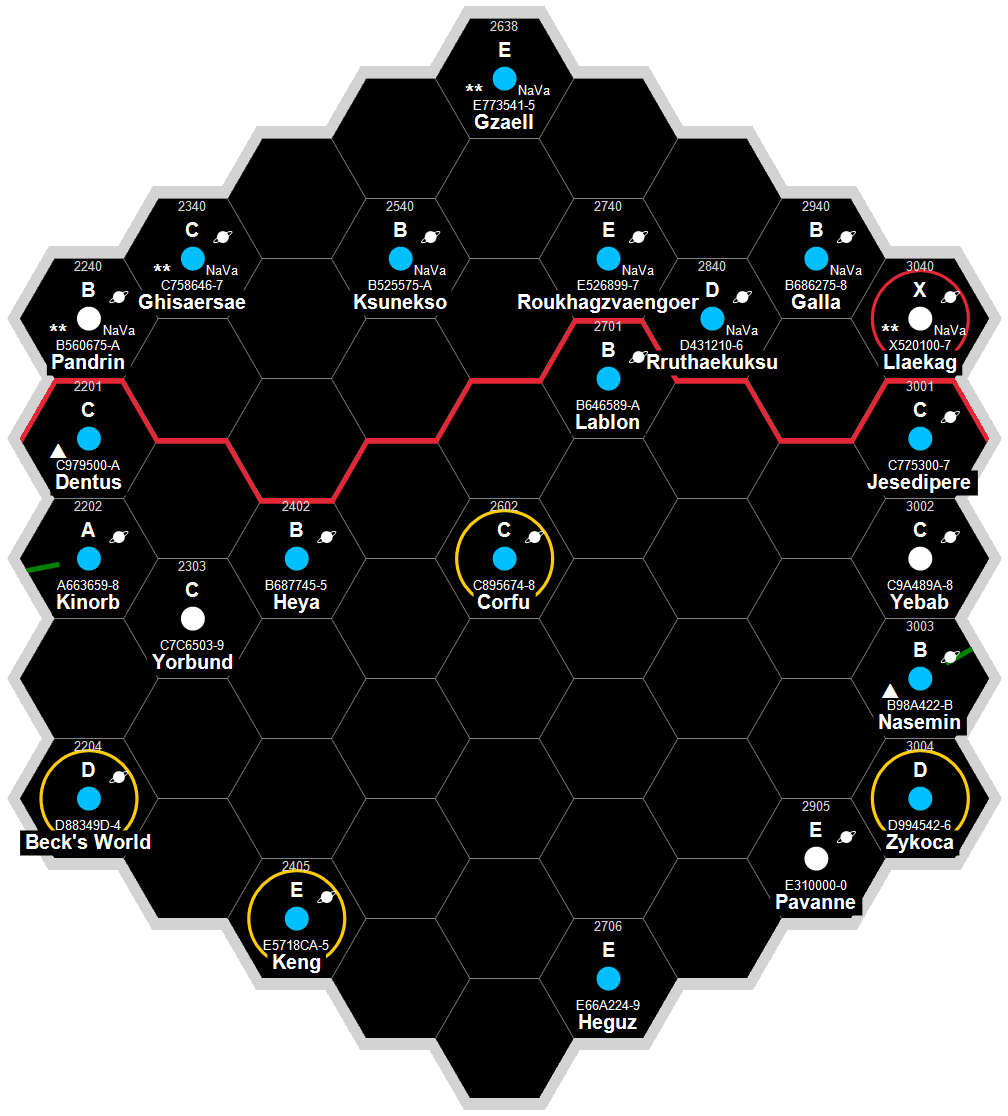 2638
E
** NaVa
E773541-5
Gzaell
2340
C
** NaVa
C758646-7
Ghisaersae
2540
B
NaVa
B525575-A
Ksunekso
2740
E
NaVa
E526899-7
Roukhagzvaengoer
2940
B
NaVa
B686275-8
Galla
2240
B
** NaVa
B560675-A
Pandrin
2840
D
NaVa
D431210-6
Rruthaekuksu
3040
X
** NaVa
X520100-7
Llaekag
2701
B
B646589-A
Lablon
2201
C
C979500-A
Dentus
3001
C
C775300-7
Jesedipere
2202
A
A663659-8
Kinorb
2402
B
B687745-5
Heya
2602
C
C895674-8
Corfu
3002
C
C9A489A-8
Yebab
2303
C
C7C6503-9
Yorbund
3003
B
B98A422-B
Nasemin
2204
D
D88349D-4
Beck's World
3004
D
D994542-6
Zykoca
2905
E
E310000-0
Pavanne
2405
E
E5718CA-5
Keng
2706
E
E66A224-9
Heguz